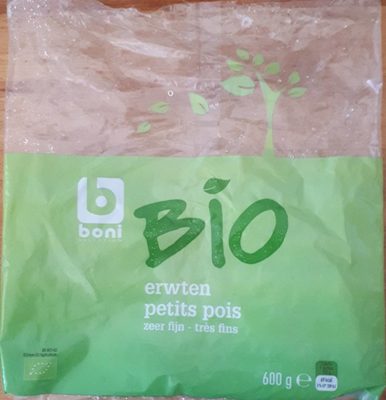 boni
BIO
erwten
petits pois
zeer fijn - très fins
600 g e